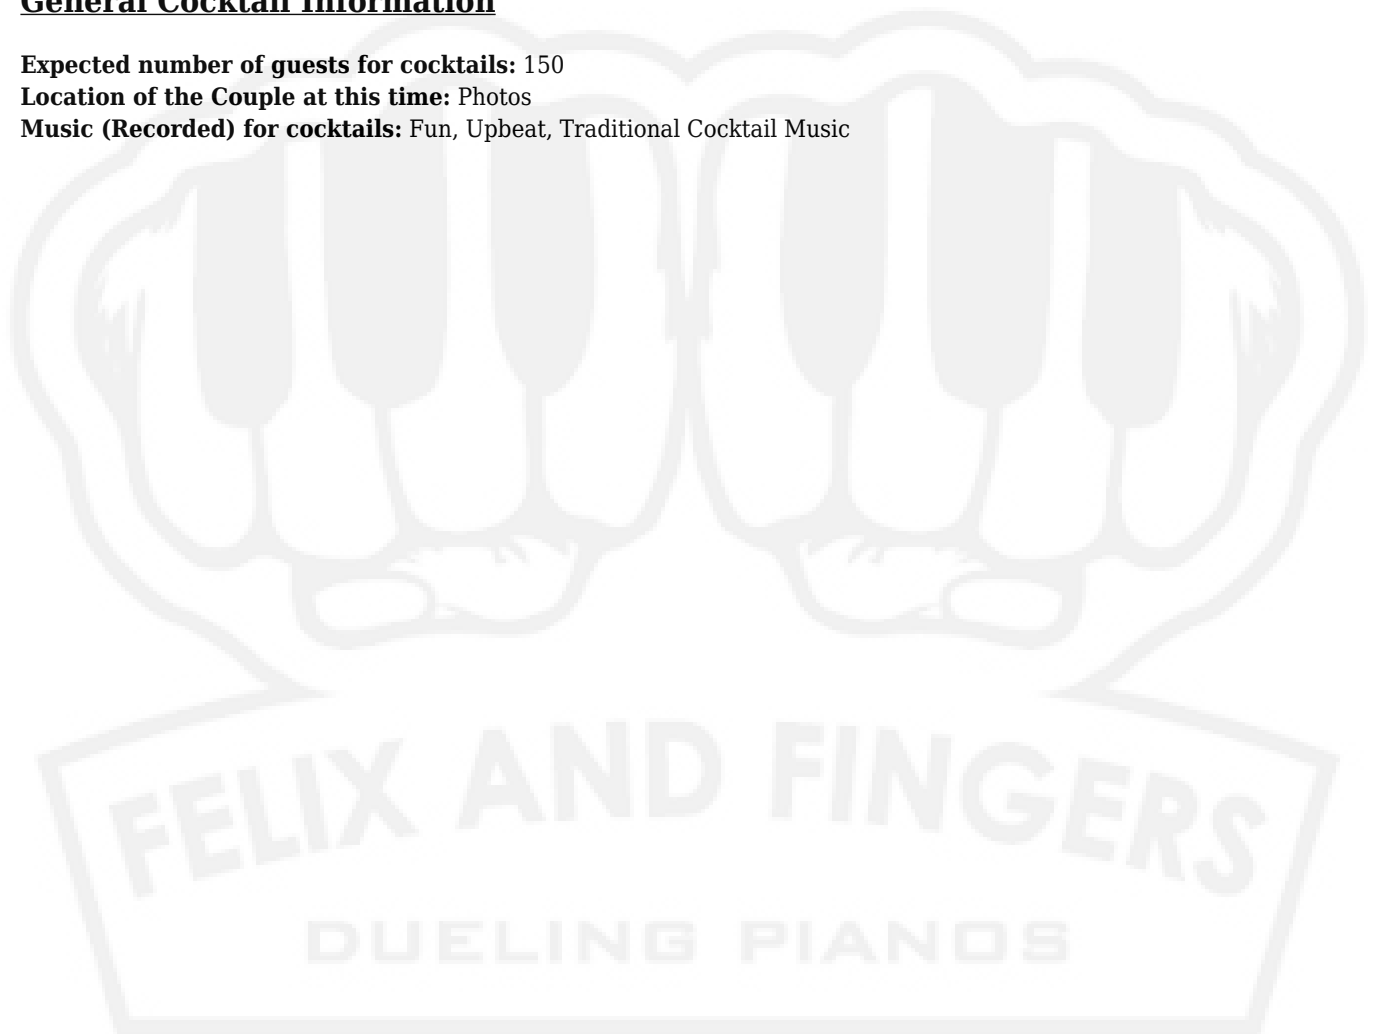 General Cocktail Information
Expected number of guests for cocktails: 150
Location of the Couple at this time: Photos
Music (Recorded) for cocktails: Fun, Upbeat, Traditional Cocktail Music
FELIX AND FINGERS
DUELING PIANOS